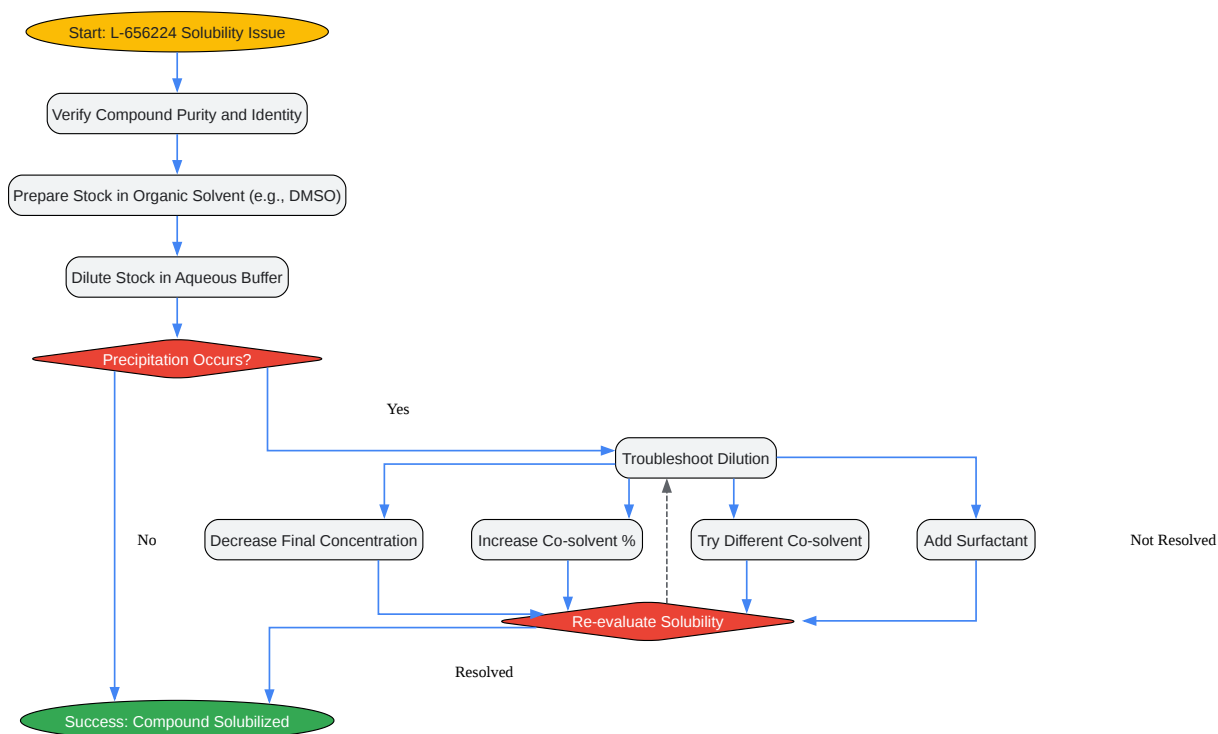 Start: L-656224 Solubility Issue
Verify Compound Purity and Identity
Prepare Stock in Organic Solvent (e.g., DMSO)
Dilute Stock in Aqueous Buffer
Precipitation Occurs?
Yes
Troubleshoot Dilution
No
Decrease Final Concentration
Increase Co-solvent %
Try Different Co-solvent
Add Surfactant
Not Resolved
Re-evaluate Solubility
Resolved
Success: Compound Solubilized